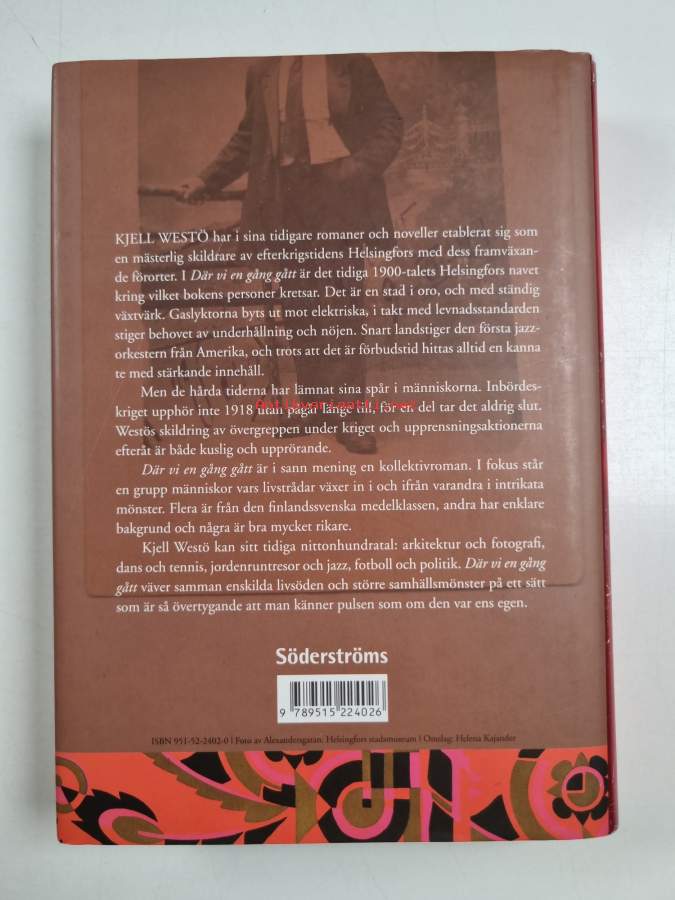 KJELL WESTÖ har i sina tidigare romaner och noveller etablerat sig som
en mästerlig skildrare av efterkrigstidens Helsingfors med dess framväxan-
de förorter. I Där vi en gång gått är det tidiga 1900-talets Helsingfors navet
kring vilket bokens personer kretsar. Det är en stad i oro, och med ständig
växtvärk. Gaslyktorna byts ut mot elektriska, i takt med levnadsstandarden
stiger behovet av underhållning och nöjen. Snart landstiger den första jazz-
orkestern från Amerika, och trots att det är förbudstid hittas alltid en kanna
te med stärkande innehåll.
Men de hårda tiderna har lämnat sina spår i människorna. Inbördes-
kriget upphör inte 1918 utan pågår länge till, för en del tar det aldrig slut.
Westös skildring av övergreppen under kriget och upprensningsaktionerna
efteråt är både kuslig och upprörande.
Där vi en gång gått är i sann mening en kollektivroman. I fokus står
en grupp människor vars livstrådar växer in i och ifrån varandra i intrikata
mönster. Flera är från den finlandssvenska medelklassen, andra har enklare
bakgrund och några är bra mycket rikare.
Kjell Westö kan sitt tidiga nittonhundratal: arkitektur och fotografi,
dans och tennis, jordenruntresor och jazz, fotboll och politik. Där vi en gång
gått väver samman enskilda livsöden och större samhällsmönster på ett sätt
som är så övertygande att man känner pulsen som om den var ens egen.
Söderströms
9 789515 224026
ISBN 951-52-2402-0 | Foto av Alexandersgatan: Helsingfors stadsmuseum | Omslag: Helena Kajander